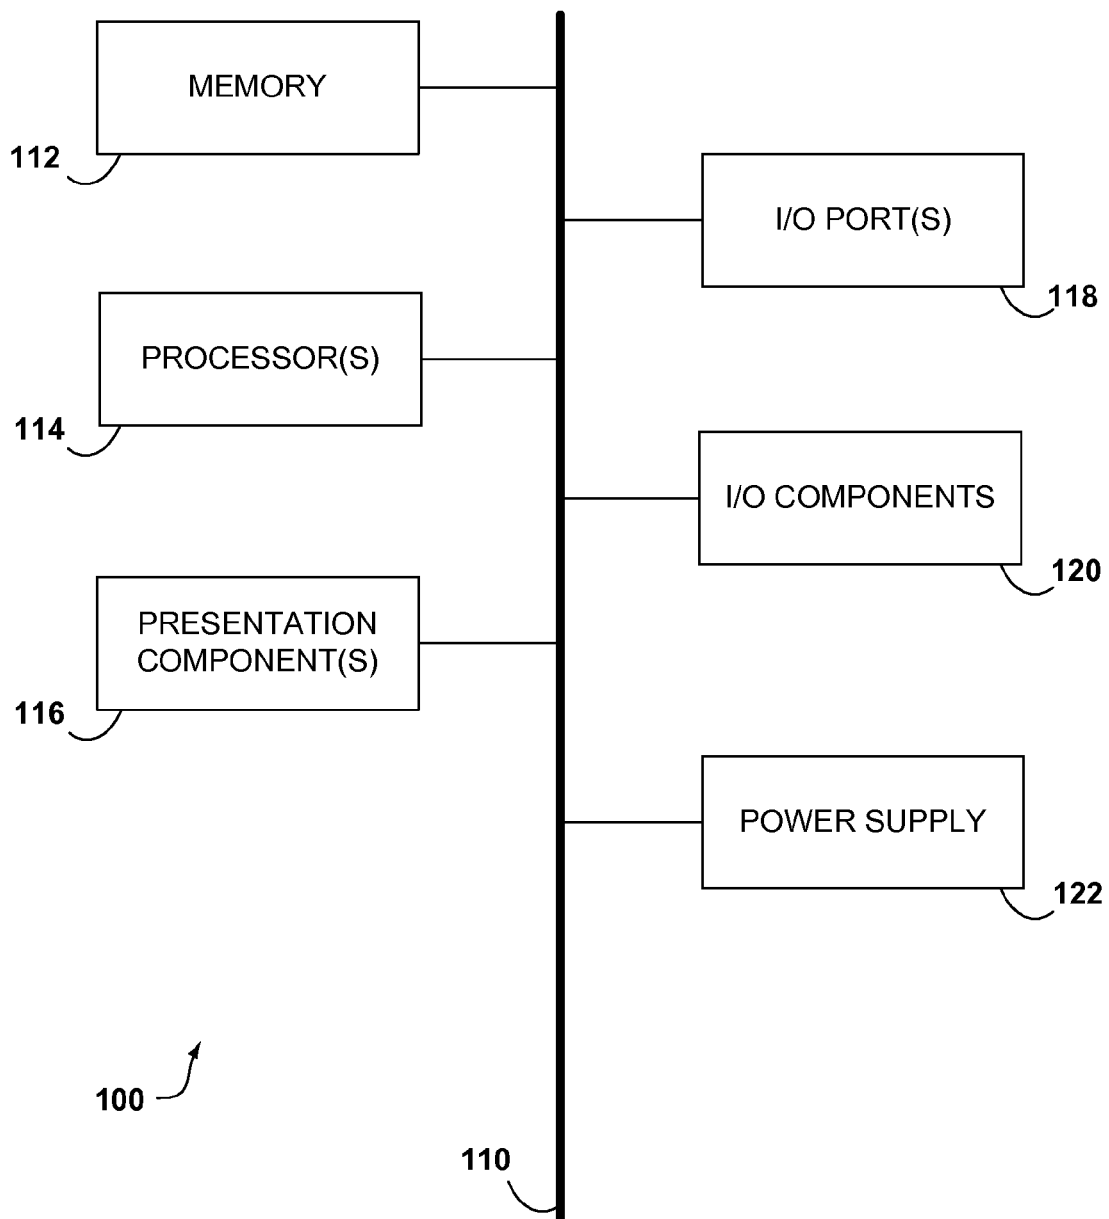 MEMORY
112
I/O PORT(S)
118
PROCESSOR(S)
114
I/O COMPONENTS
120
PRESENTATION
COMPONENT(S)
116
POWER SUPPLY
122
100
110